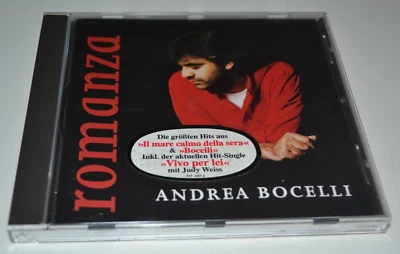 romanza
Die größten Hits aus
»Il mare calmo della sera«
& »Bocelli«
Inkl. der aktuellen Hit-Single
»Vivo per lei«
mit Judy Weiss
ANDREA BOCELLI